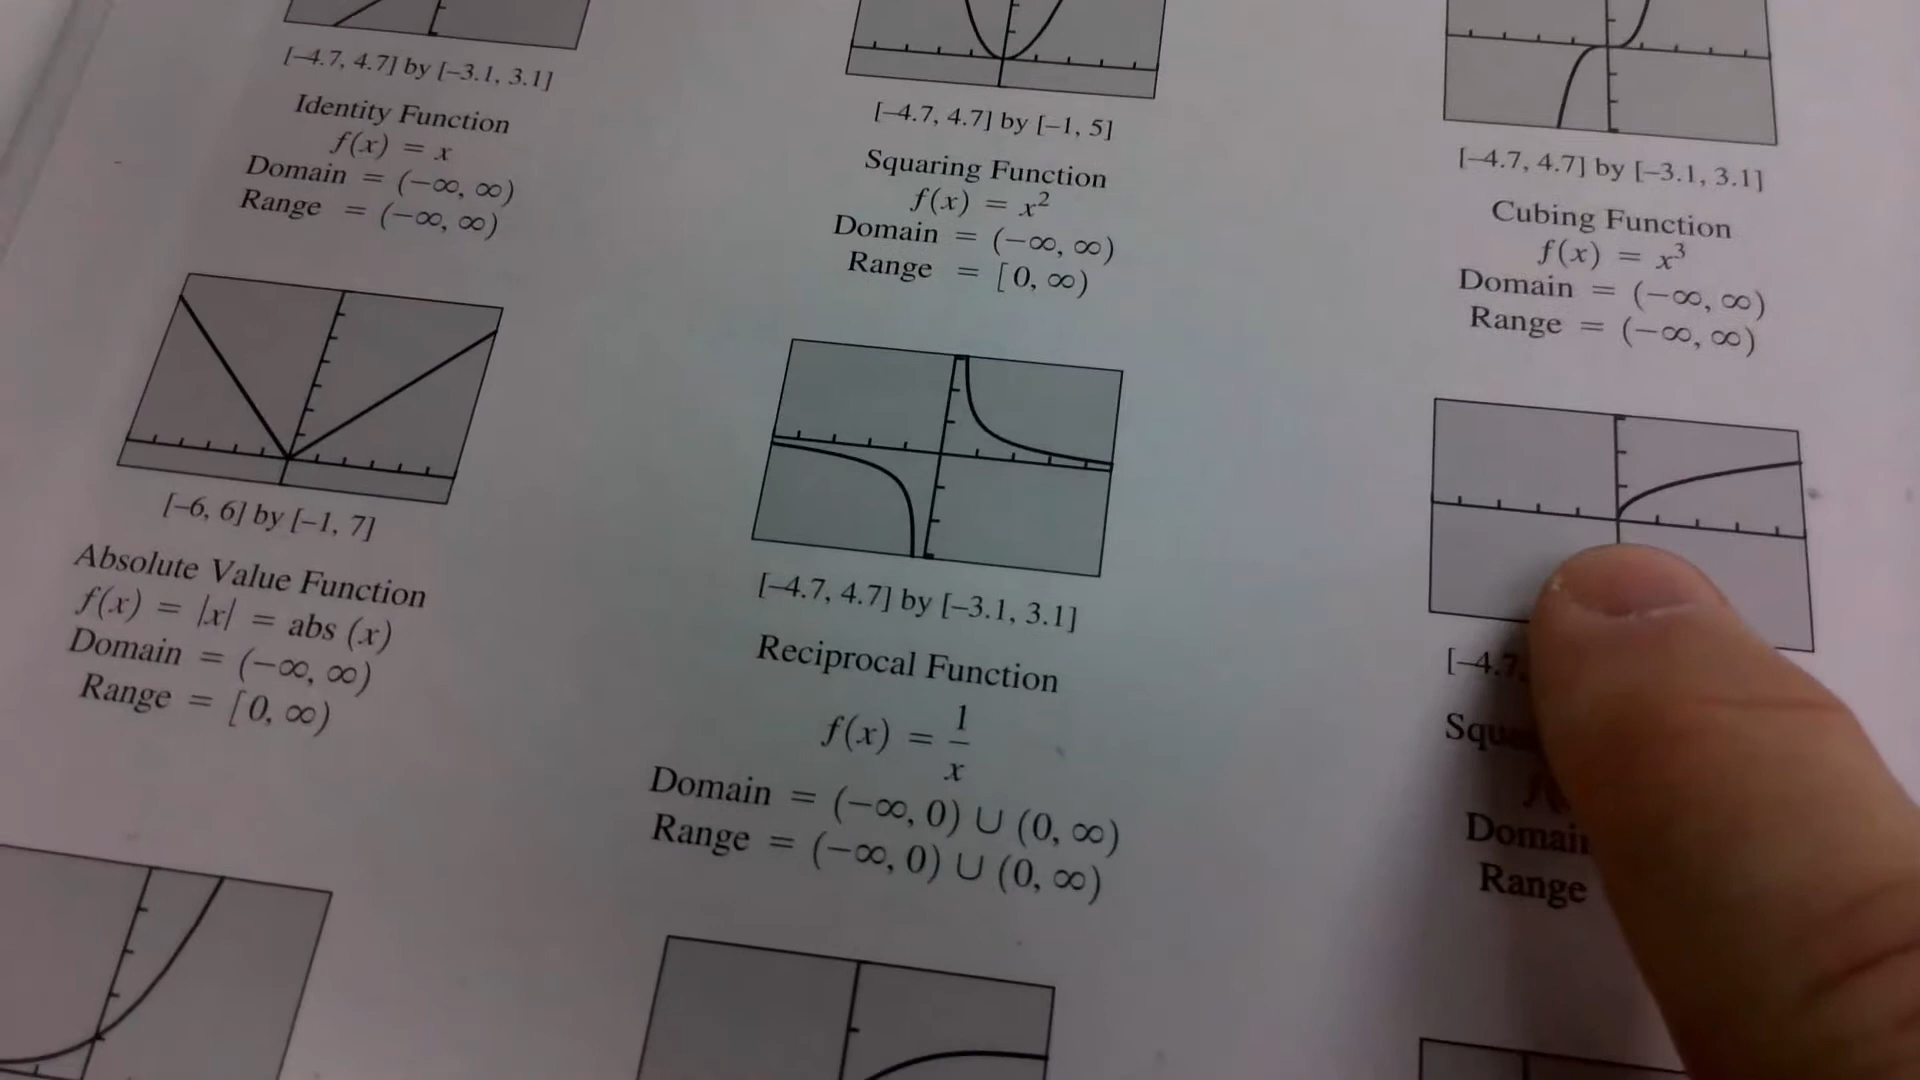 [–4.7, 4.7] by [–3.1, 3.1]
Identity Function
f(x) = x
Domain = (–∞, ∞)
Range = (–∞, ∞)
[–4.7, 4.7] by [–1, 5]
Squaring Function
f(x) = x²
Domain = (–∞, ∞)
Range = [0, ∞)
[–4.7, 4.7] by [–3.1, 3.1]
Cubing Function
f(x) = x³
Domain = (–∞, ∞)
Range = (–∞, ∞)
[–6, 6] by [–1, 7]
Absolute Value Function
f(x) = |x| = abs (x)
Domain = (–∞, ∞)
Range = [0, ∞)
[–4.7, 4.7] by [–3.1, 3.1]
Reciprocal Function
f(x) = 1/x
Domain = (–∞, 0) ∪ (0, ∞)
Range = (–∞, 0) ∪ (0, ∞)
[–4.7,
Domain
Range